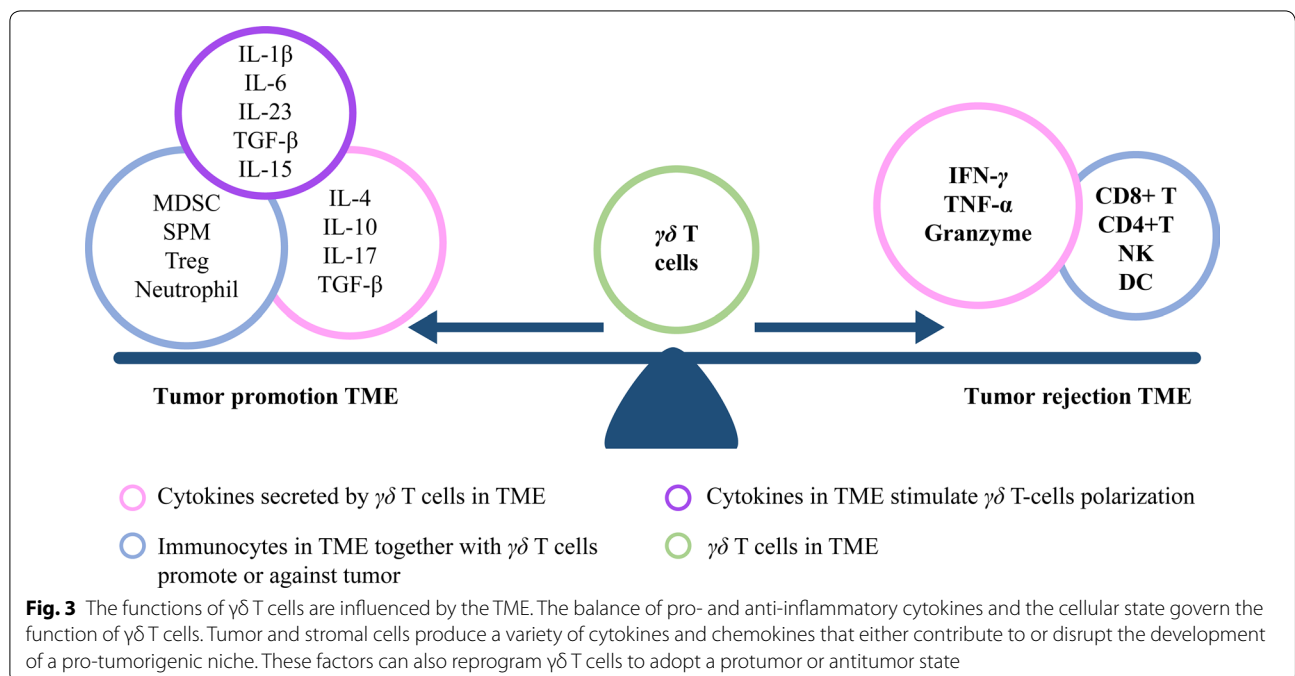 IL-1β
IL-6
IL-23
TGF-β
IL-15
MDSC
SPM
Treg
Neutrophil
IL-4
IL-10
IL-17
TGF-β
γδ T
cells
IFN-γ
TNF-α
Granzyme
CD8+ T
CD4+T
NK
DC
Tumor promotion TME
Tumor rejection TME
Cytokines secreted by γδ T cells in TME
Cytokines in TME stimulate γδ T-cells polarization
Immunocytes in TME together with γδ T cells
promote or against tumor
γδ T cells in TME
Fig. 3 The functions of γδ T cells are influenced by the TME. The balance of pro- and anti-inflammatory cytokines and the cellular state govern the
function of γδ T cells. Tumor and stromal cells produce a variety of cytokines and chemokines that either contribute to or disrupt the development
of a pro-tumorigenic niche. These factors can also reprogram γδ T cells to adopt a protumor or antitumor state